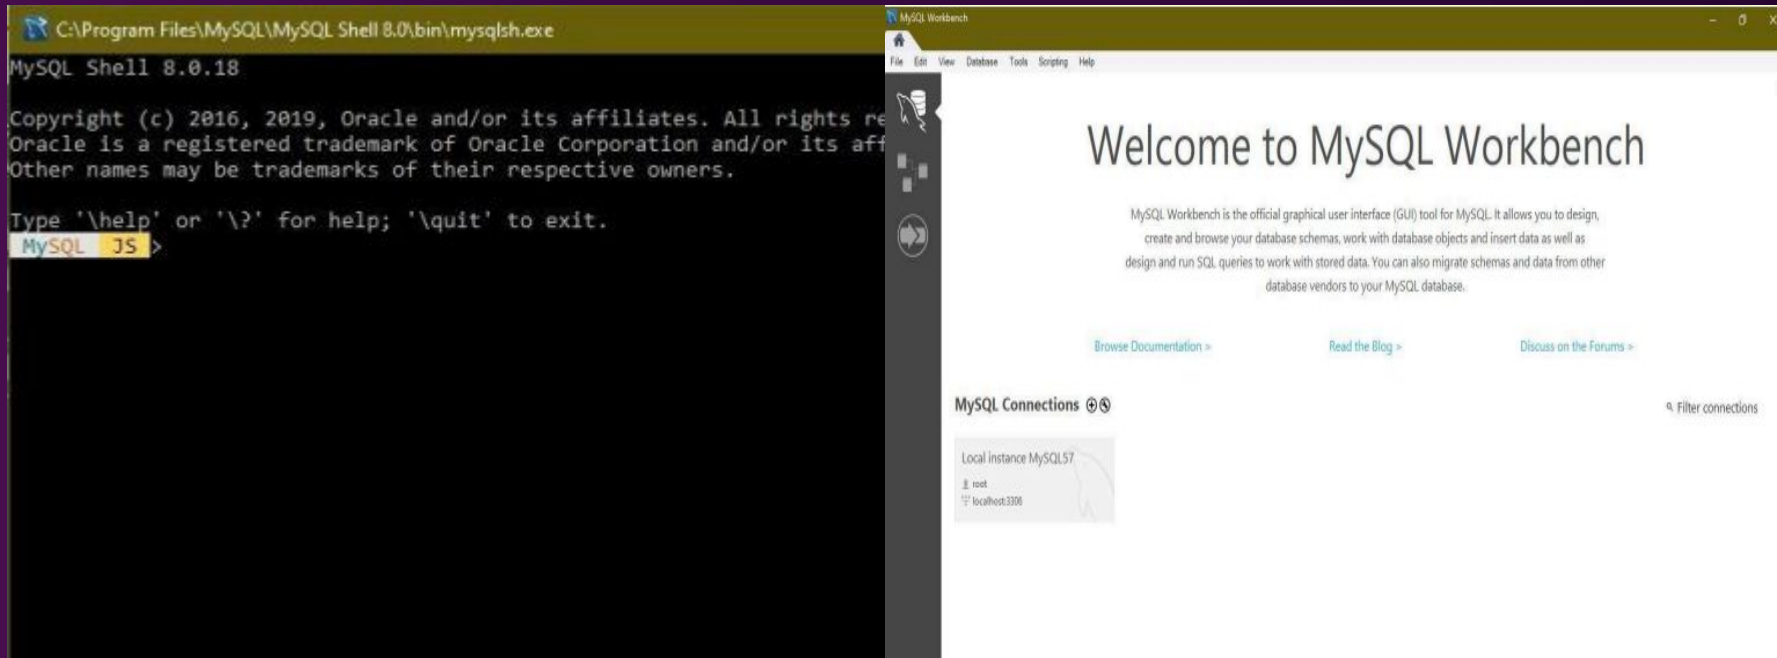 C:\Program Files\MySQL\MySQL Shell 8.0\bin\mysqlsh.exe
MySQL Shell 8.0.18
Copyright (c) 2016, 2019, Oracle and/or its affiliates. All rights re
Oracle is a registered trademark of Oracle Corporation and/or its aff
Other names may be trademarks of their respective owners.
Type '\help' or '\?' for help; '\quit' to exit.
MySQL JS >
MySQL Workbench
File Edit View Database Tools Scripting Help
Welcome to MySQL Workbench
MySQL Workbench is the official graphical user interface (GUI) tool for MySQL. It allows you to design,
create and browse your database schemas, work with database objects and insert data as well as
design and run SQL queries to work with stored data. You can also migrate schemas and data from other
database vendors to your MySQL database.
Browse Documentation > Read the Blog > Discuss on the Forums >
MySQL Connections
Filter connections
Local instance MySQL57
root
localhost:3306